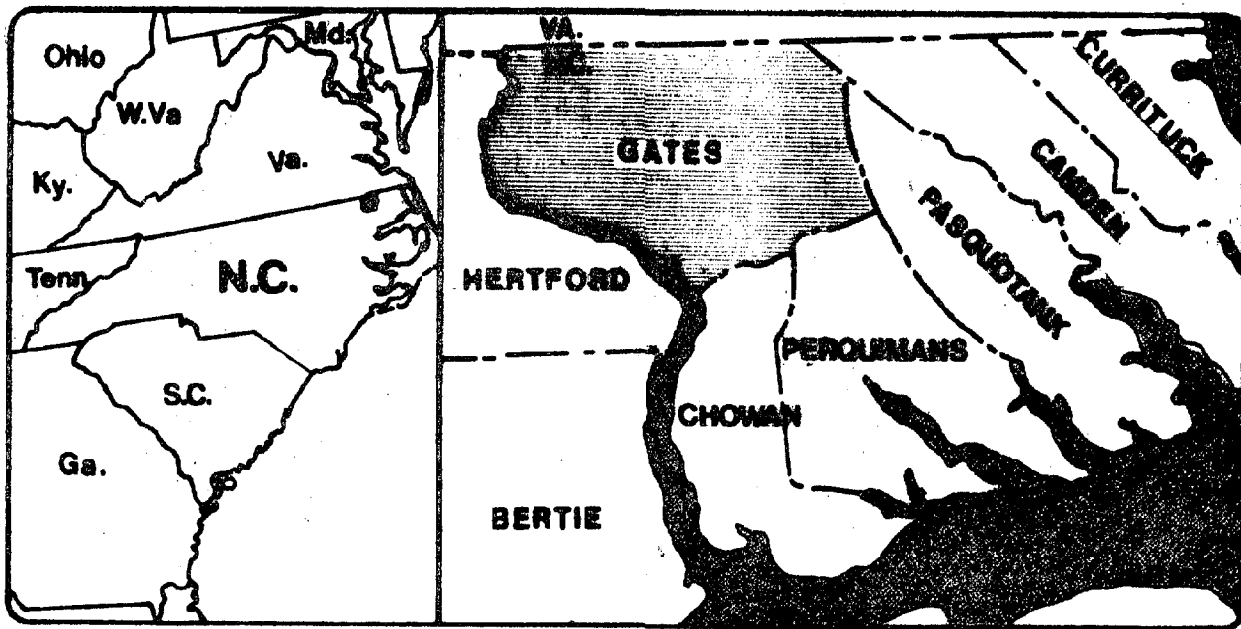 Ohio
Md.
W.Va
Ky.
Va.
Tenn
N.C.
S.C.
Ga.
VA.
GATES
CURRITUCK
CAMDEN
PASQUOTANK
HERTFORD
PERQUIMANS
CHOWAN
BERTIE